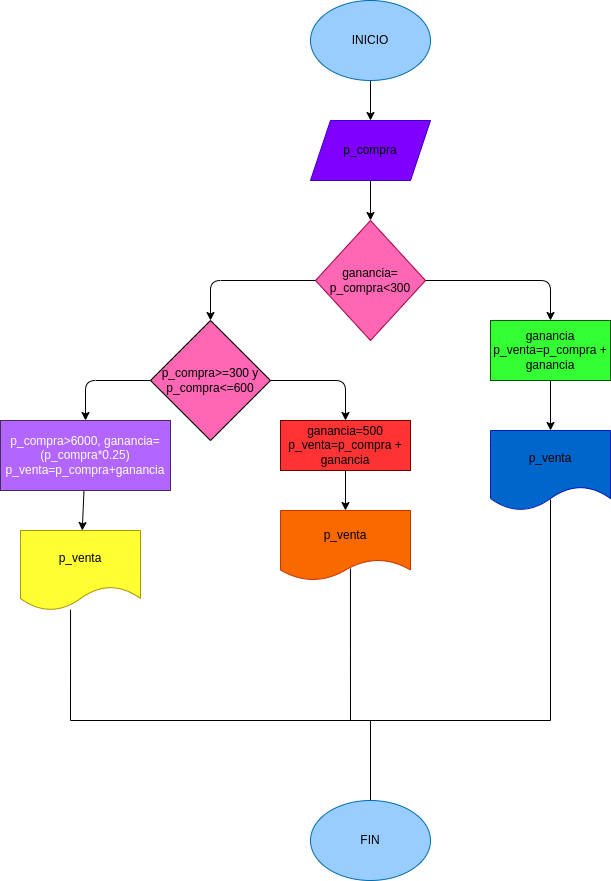 INICIO
p_compra
ganancia=
p_compra<300
ganancia
p_venta=p_compra +
ganancia
p_compra>=300 y
p_compra<=600
p_compra>6000, ganancia=
(p_compra*0.25)
p_venta=p_compra+ganancia
ganancia=500
p_venta=p_compra +
ganancia
p_venta
p_venta
p_venta
FIN